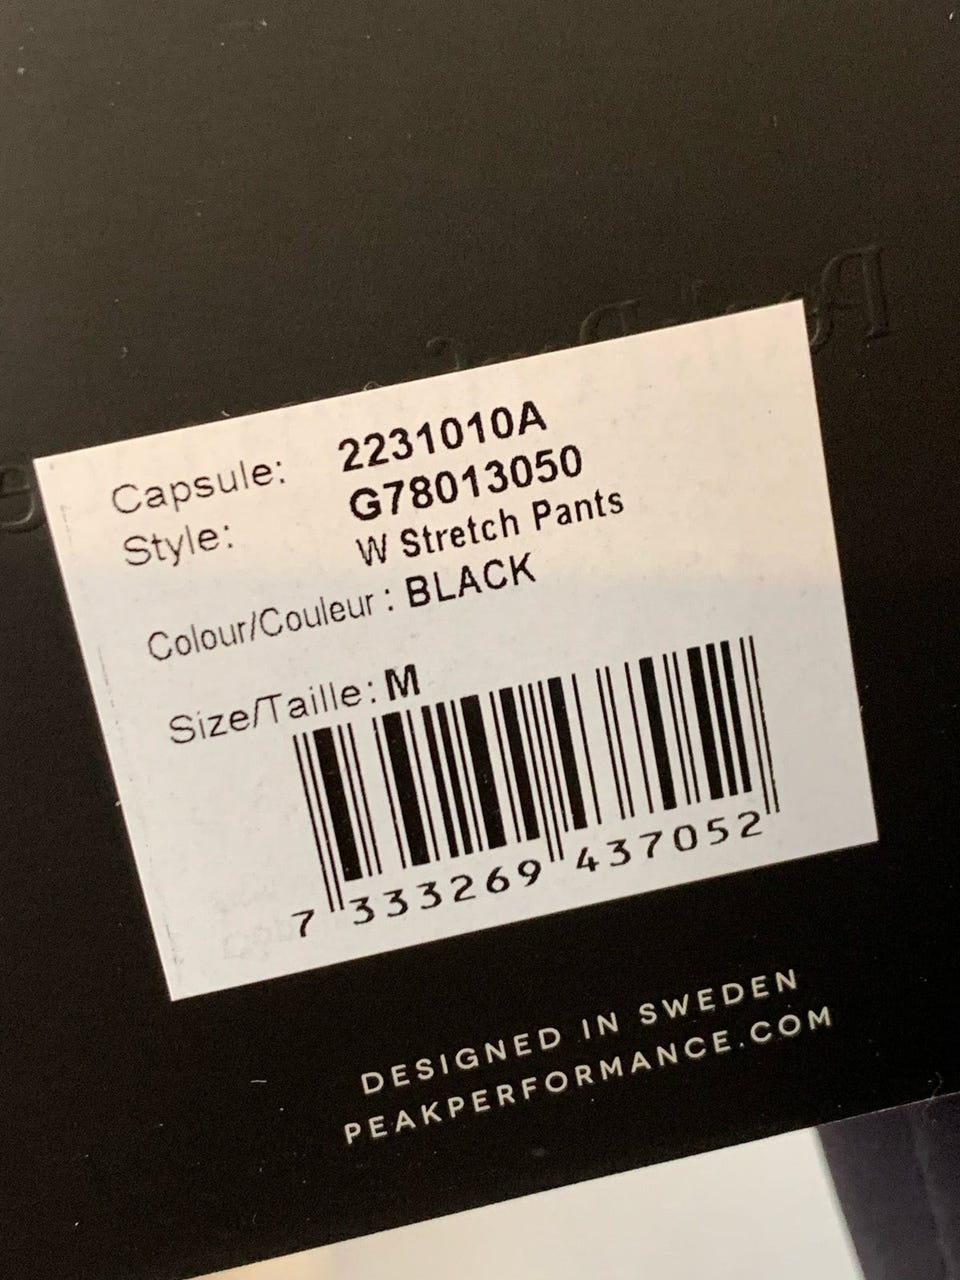 Capsule: 2231010A
Style: G78013050
W Stretch Pants
Colour/Couleur : BLACK
Size/Taille: M
7 333269 437052
DESIGNED IN SWEDEN
PEAKPERFORMANCE.COM